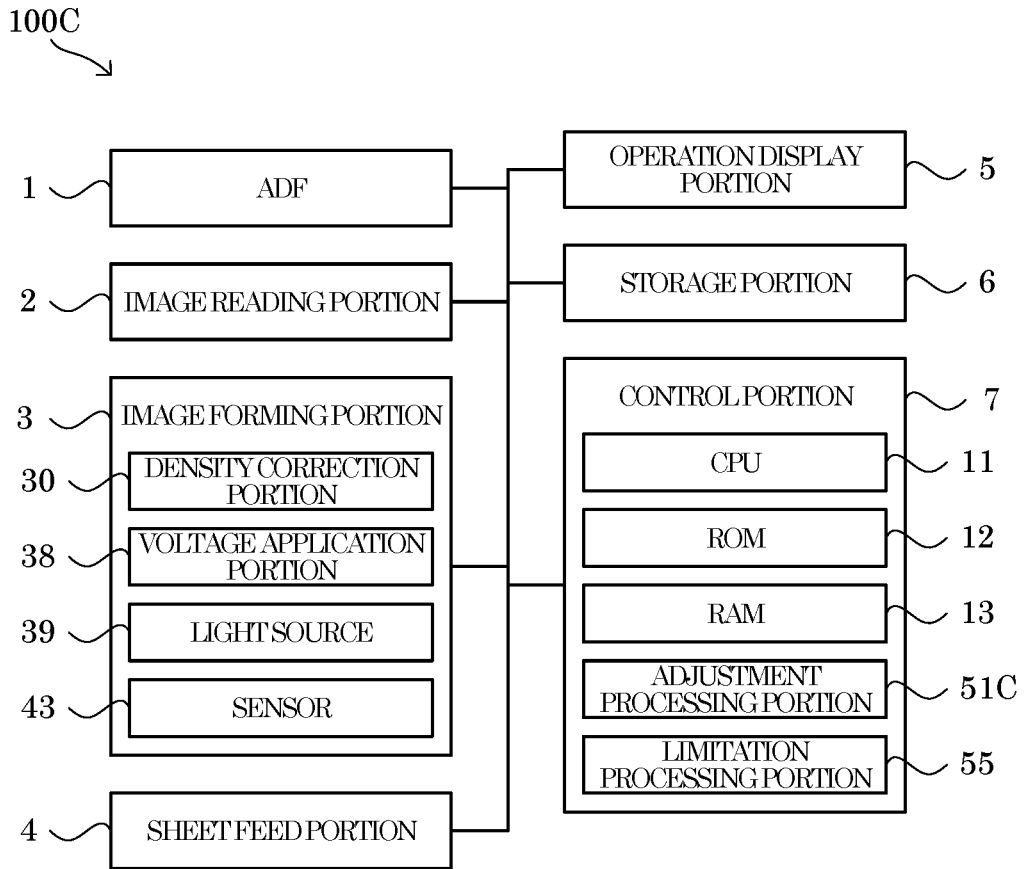 100C
1
ADF
2
IMAGE READING PORTION
3
IMAGE FORMING PORTION
30
DENSITY CORRECTION
PORTION
38
VOLTAGE APPLICATION
PORTION
39
LIGHT SOURCE
43
SENSOR
4
SHEET FEED PORTION
OPERATION DISPLAY
PORTION
5
STORAGE PORTION
6
CONTROL PORTION
7
CPU
11
ROM
12
RAM
13
ADJUSTMENT
PROCESSING PORTION
51C
LIMITATION
PROCESSING PORTION
55